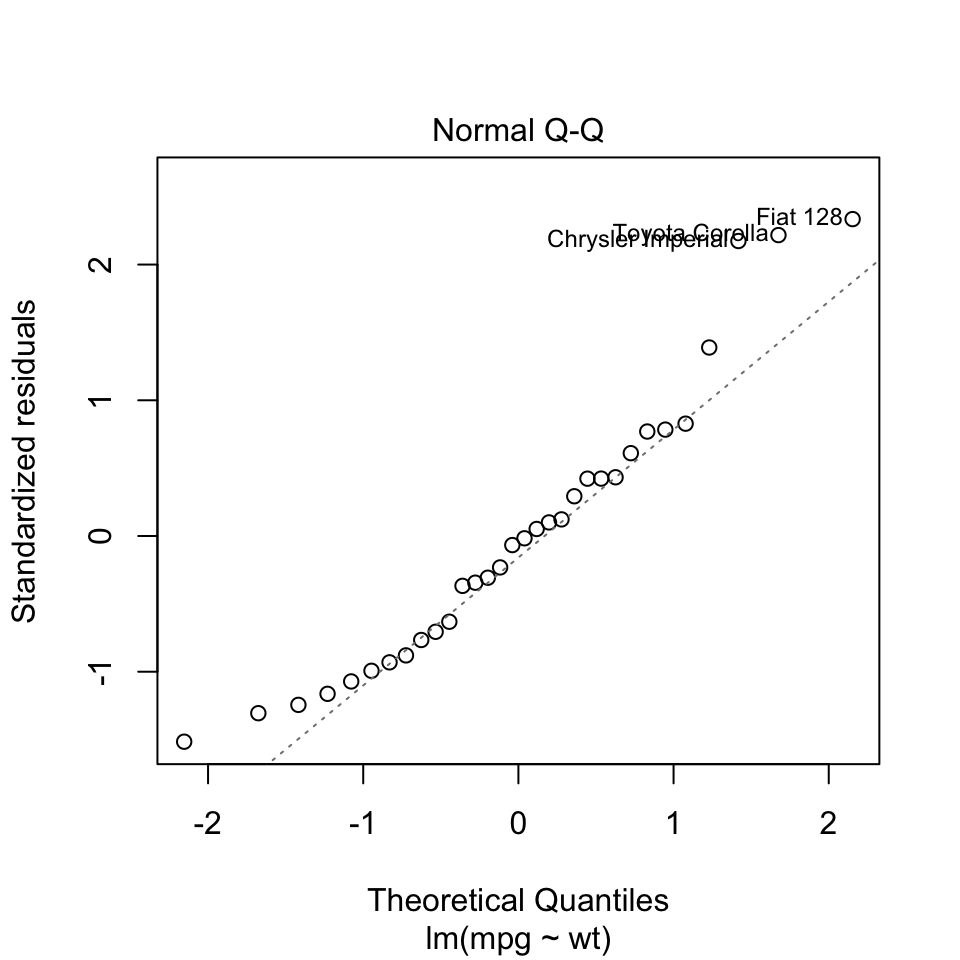 Normal Q-Q
Fiat 128
Toyota Corolla
Chrysler Imperial
2
1
0
-1
Standardized residuals
-2
-1
0
1
2
Theoretical Quantiles
lm(mpg ~ wt)